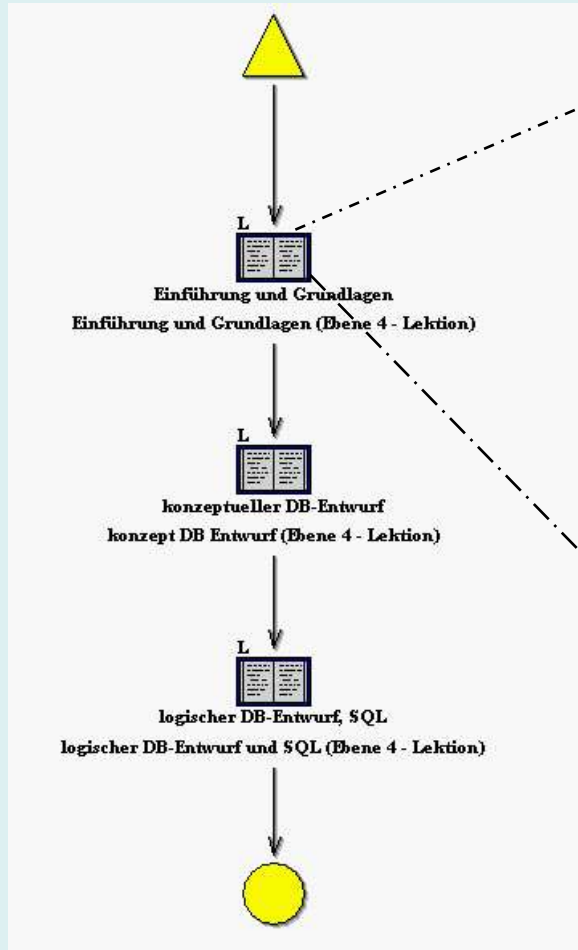 L
Einführung und Grundlagen
Einführung und Grundlagen (Ebene 4 - Lektion)
L
konzeptueller DB-Entwurf
konzept DB Entwurf (Ebene 4 - Lektion)
L
logischer DB-Entwurf, SQL
logischer DB-Entwurf und SQL (Ebene 4 - Lektion)